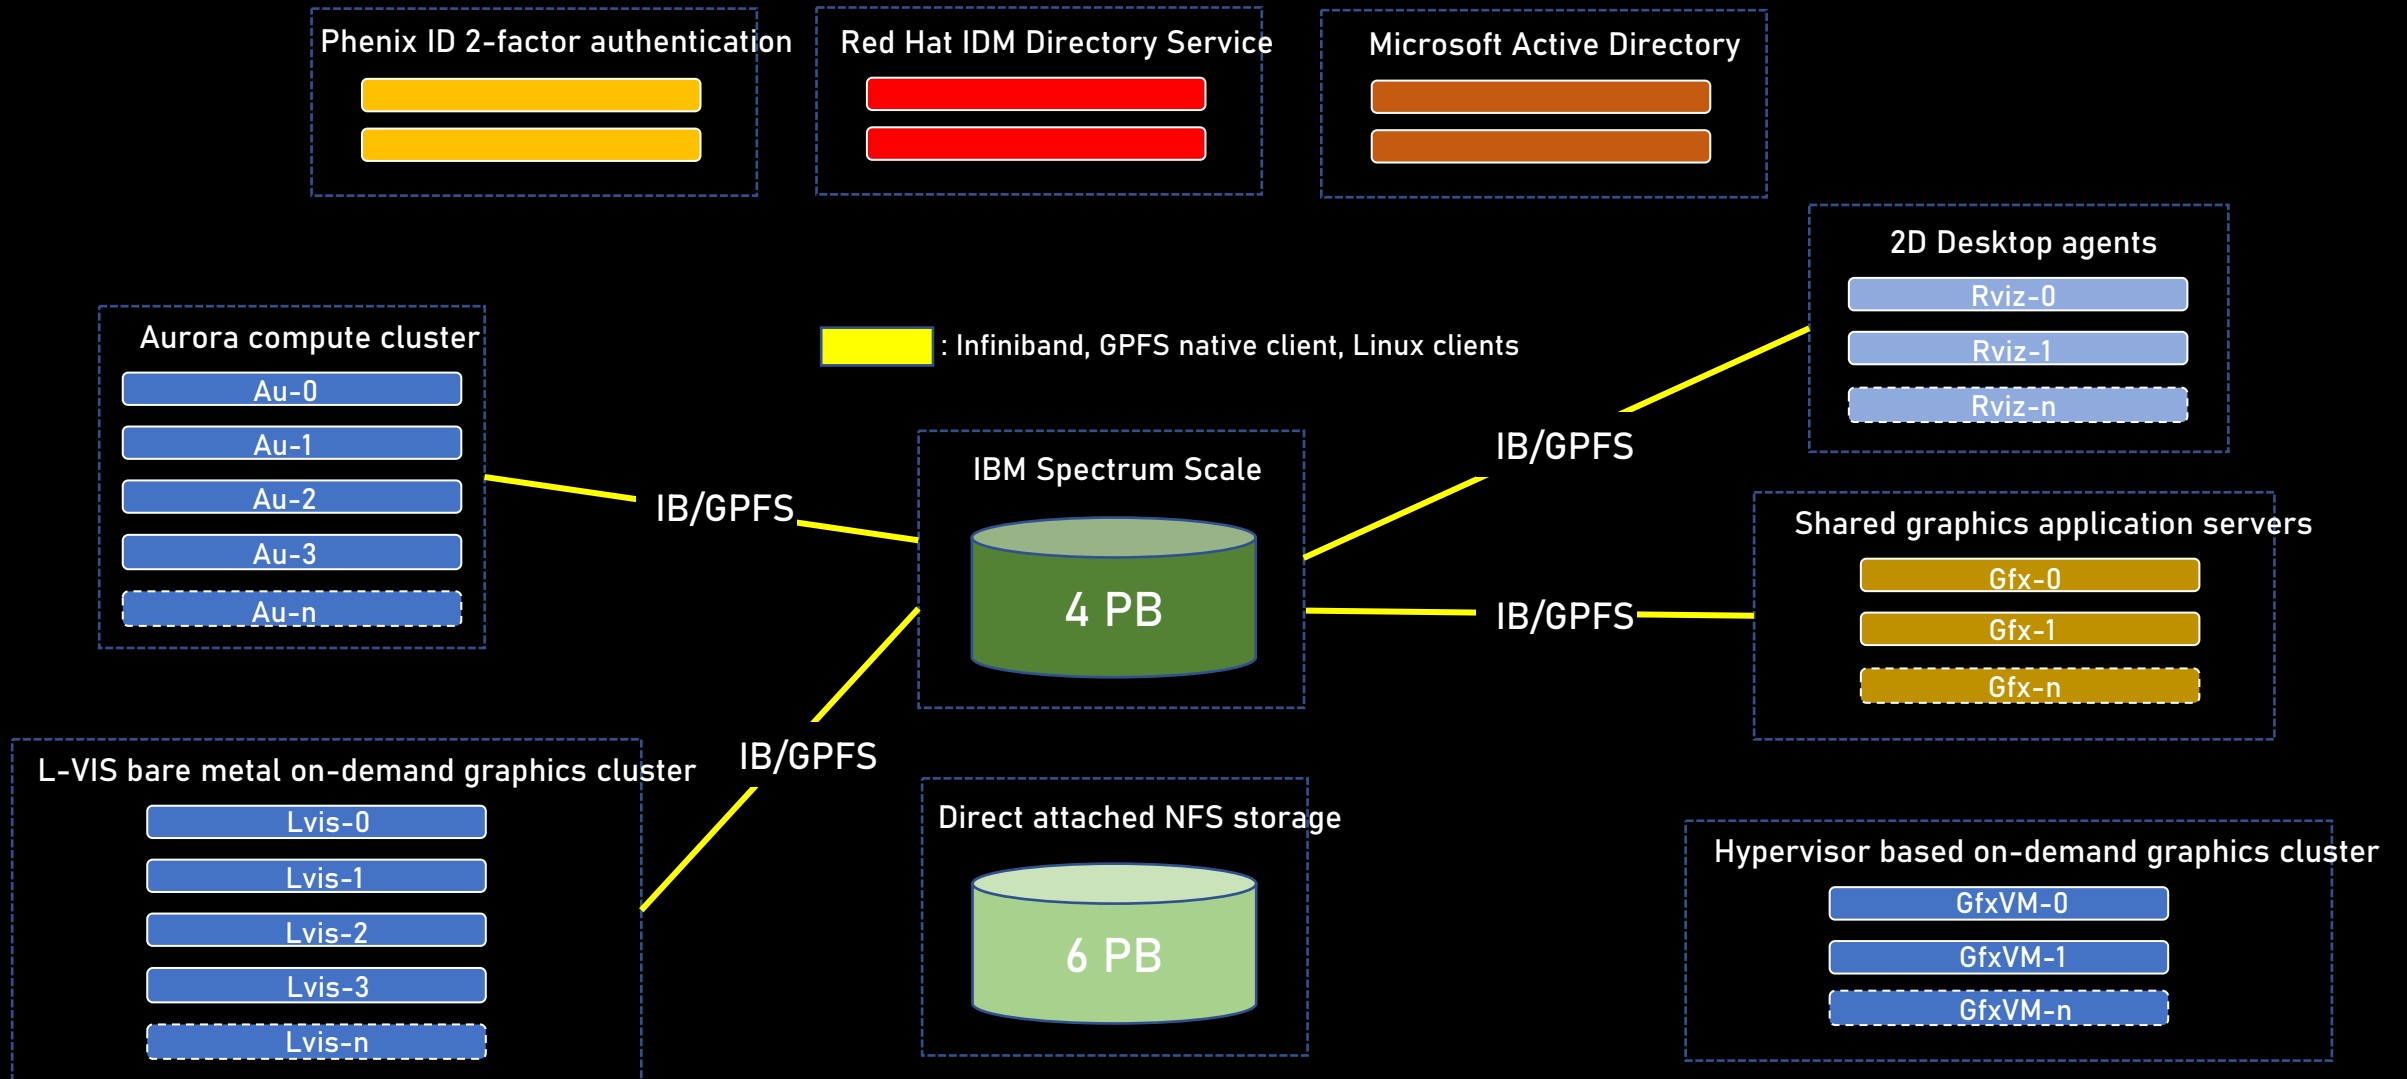 Phenix ID 2-factor authentication
Red Hat IDM Directory Service
Microsoft Active Directory
2D Desktop agents
Rviz-0
Rviz-1
Rviz-n
Aurora compute cluster
Au-0
Au-1
Au-2
Au-3
Au-n
: Infiniband, GPFS native client, Linux clients
IB/GPFS
IBM Spectrum Scale
4 PB
IB/GPFS
IB/GPFS
Shared graphics application servers
Gfx-0
Gfx-1
Gfx-n
L-VIS bare metal on-demand graphics cluster
Lvis-0
Lvis-1
Lvis-2
Lvis-3
Lvis-n
IB/GPFS
Direct attached NFS storage
6 PB
Hypervisor based on-demand graphics cluster
GfxVM-0
GfxVM-1
GfxVM-n